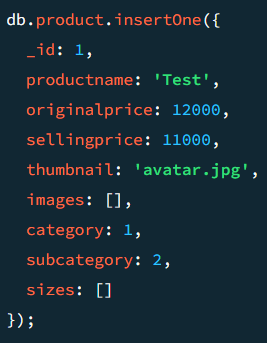 db.product.insertOne({
  _id: 1,
  productname: 'Test',
  originalprice: 12000,
  sellingprice: 11000,
  thumbnail: 'avatar.jpg',
  images: [],
  category: 1,
  subcategory: 2,
  sizes: []
});